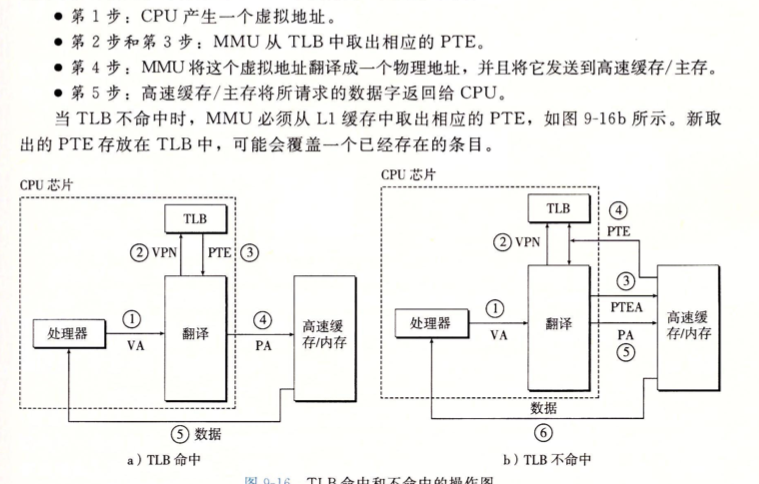 ● 第 1 步：CPU 产生一个虚拟地址。
● 第 2 步和第 3 步：MMU 从 TLB 中取出相应的 PTE。
● 第 4 步：MMU 将这个虚拟地址翻译成一个物理地址，并且将它发送到高速缓存/主存。
● 第 5 步：高速缓存/主存将所请求的数据字返回给 CPU。
当 TLB 不命中时，MMU 必须从 L1 缓存中取出相应的 PTE，如图 9-16b 所示。新取
出的 PTE 存放在 TLB 中，可能会覆盖一个已经存在的条目。
CPU 芯片
TLB
② VPN
PTE ③
处理器
①
VA
翻译
④
PA
高速缓
存/内存
⑤ 数据
a）TLB 命中
CPU 芯片
TLB
④
PTE
② VPN
处理器
①
VA
翻译
③
PTEA
PA
⑤
高速缓
存/内存
数据
⑥
b）TLB 不命中
图 9-16 TLB 命中和不命中的操作图